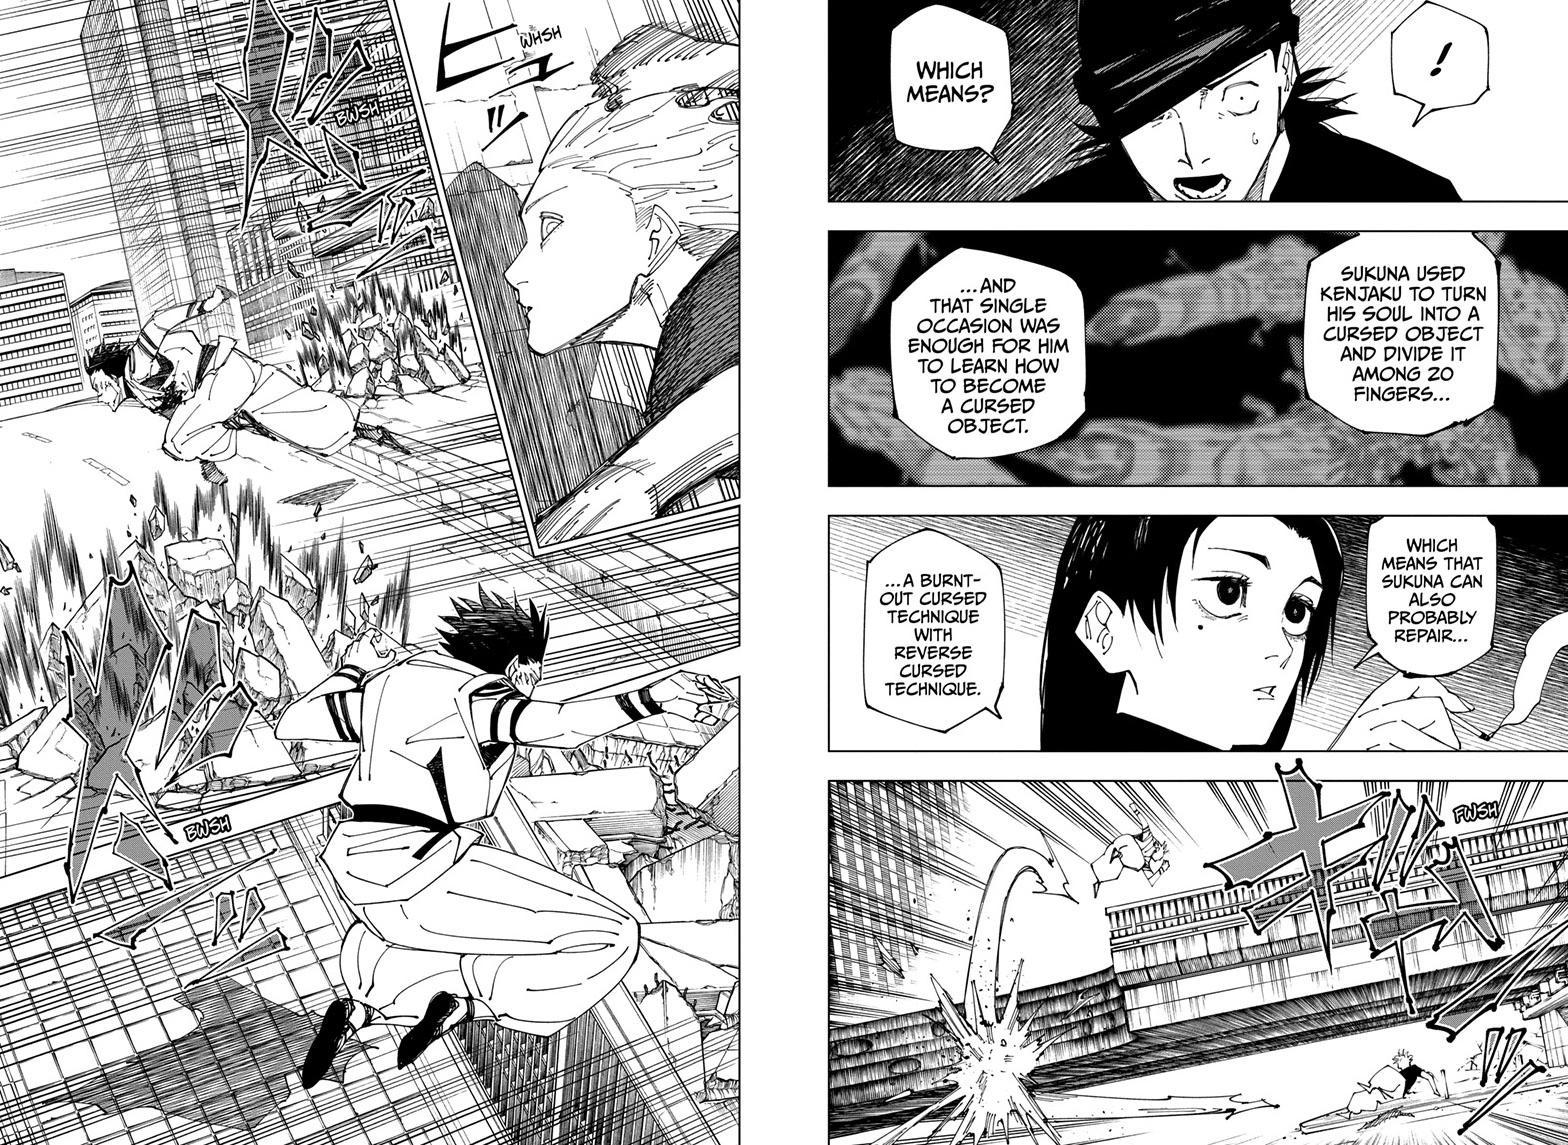 !
WHICH
MEANS?
SUKUNA USED
KENJAKU TO TURN
HIS SOUL INTO A
CURSED OBJECT
AND DIVIDE IT
AMONG 20
FINGERS...
...AND
THAT SINGLE
OCCASION WAS
ENOUGH FOR HIM
TO LEARN HOW
TO BECOME
A CURSED
OBJECT.
WHICH
MEANS THAT
SUKUNA CAN
ALSO
PROBABLY
REPAIR...
...A BURNT-
OUT CURSED
TECHNIQUE
WITH
REVERSE
CURSED
TECHNIQUE.
FWSH
WHSH
BWSH
BWSH